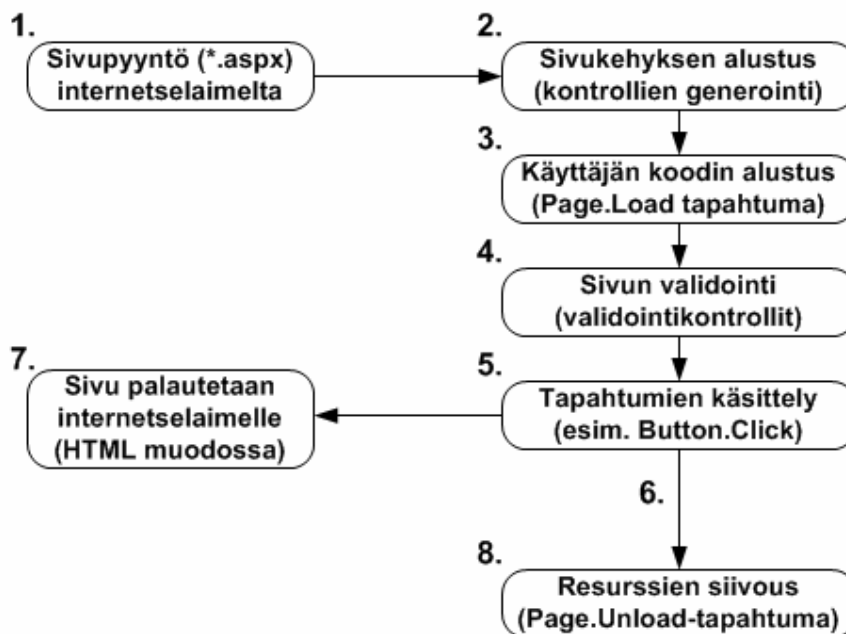 1.
Sivupyyntö (*.aspx)
internetselaimelta
2.
Sivukehyksen alustus
(kontrollien generointi)
3.
Käyttäjän koodin alustus
(Page.Load tapahtuma)
4.
Sivun validointi
(validointikontrollit)
5.
Tapahtumien käsittely
(esim. Button.Click)
6.
7.
Sivu palautetaan
internetselaimelle
(HTML muodossa)
8.
Resurssien siivous
(Page.Unload-tapahtuma)